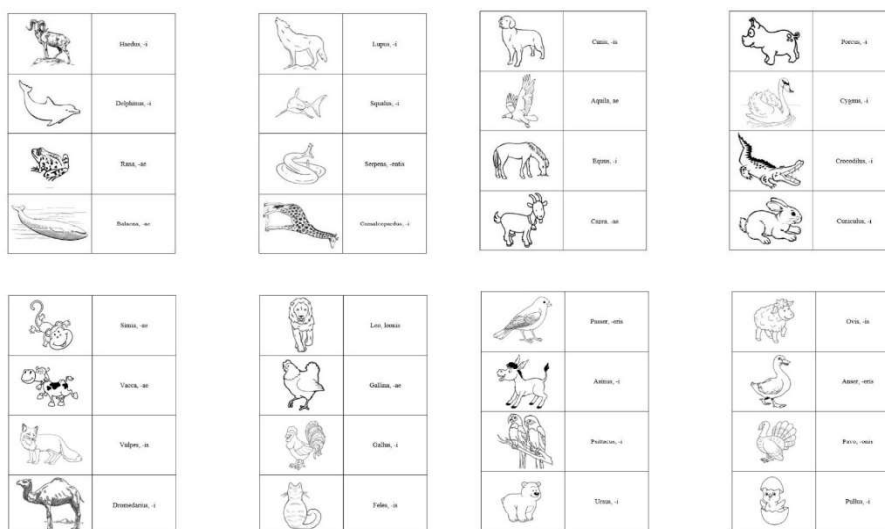 Haedus, -i
Delphinus, -i
Rana, -ae
Balaena, -ae
Lupus, -i
Squalus, -i
Serpens, -entis
Camelopardus, -i
Canis, -is
Aquila, ae
Equus, -i
Capra, -ae
Porcus, -i
Cygnus, -i
Crocodilus, -i
Cuniculus, -i
Simia, -ae
Vacca, -ae
Vulpes, -is
Dromedarius, -i
Leo, leonis
Gallina, -ae
Gallus, -i
Feles, -is
Passer, -eris
Asinus, -i
Psittacus, -i
Ursus, -i
Ovis, -is
Anser, -eris
Pavo, -onis
Pullus, -i